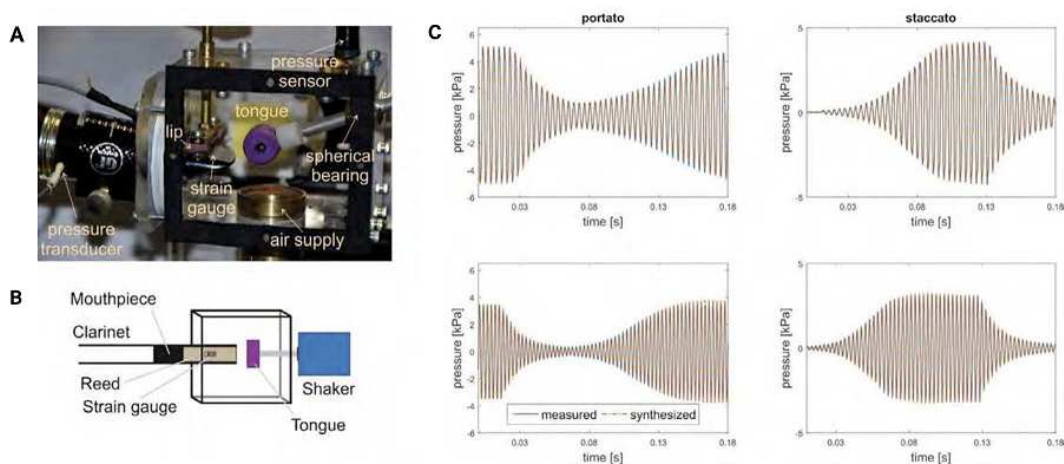 A
pressure
sensor
tongue
lip
spherical
bearing
strain
gauge
air supply
pressure
transducer
B
Mouthpiece
Clarinet
Reed
Strain gauge
Shaker
Tongue
C
portato
staccato
pressure [kPa]
6
4
2
0
-2
-4
-6
0.03 0.08 0.13 0.18
time [s]
pressure [kPa]
5
0
-5
0.03 0.08 0.13 0.18
time [s]
pressure [kPa]
6
4
2
0
-2
-4
-6
measured synthesized
0.03 0.08 0.13 0.18
time [s]
pressure [kPa]
5
0
-5
0.03 0.08 0.13 0.18
time [s]